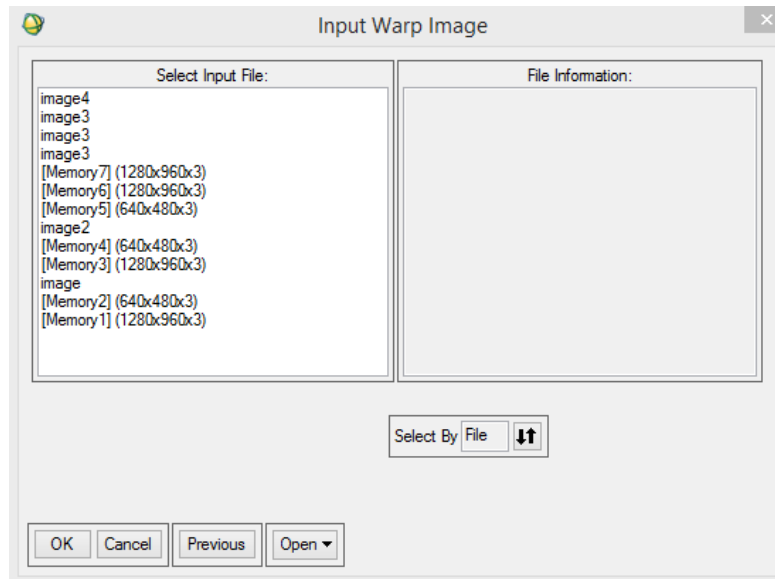 Input Warp Image
Select Input File:
File Information:
image4
image3
image3
image3
[Memory7] (1280x960x3)
[Memory6] (1280x960x3)
[Memory5] (640x480x3)
image2
[Memory4] (640x480x3)
[Memory3] (1280x960x3)
image
[Memory2] (640x480x3)
[Memory1] (1280x960x3)
Select By File
OK Cancel Previous Open